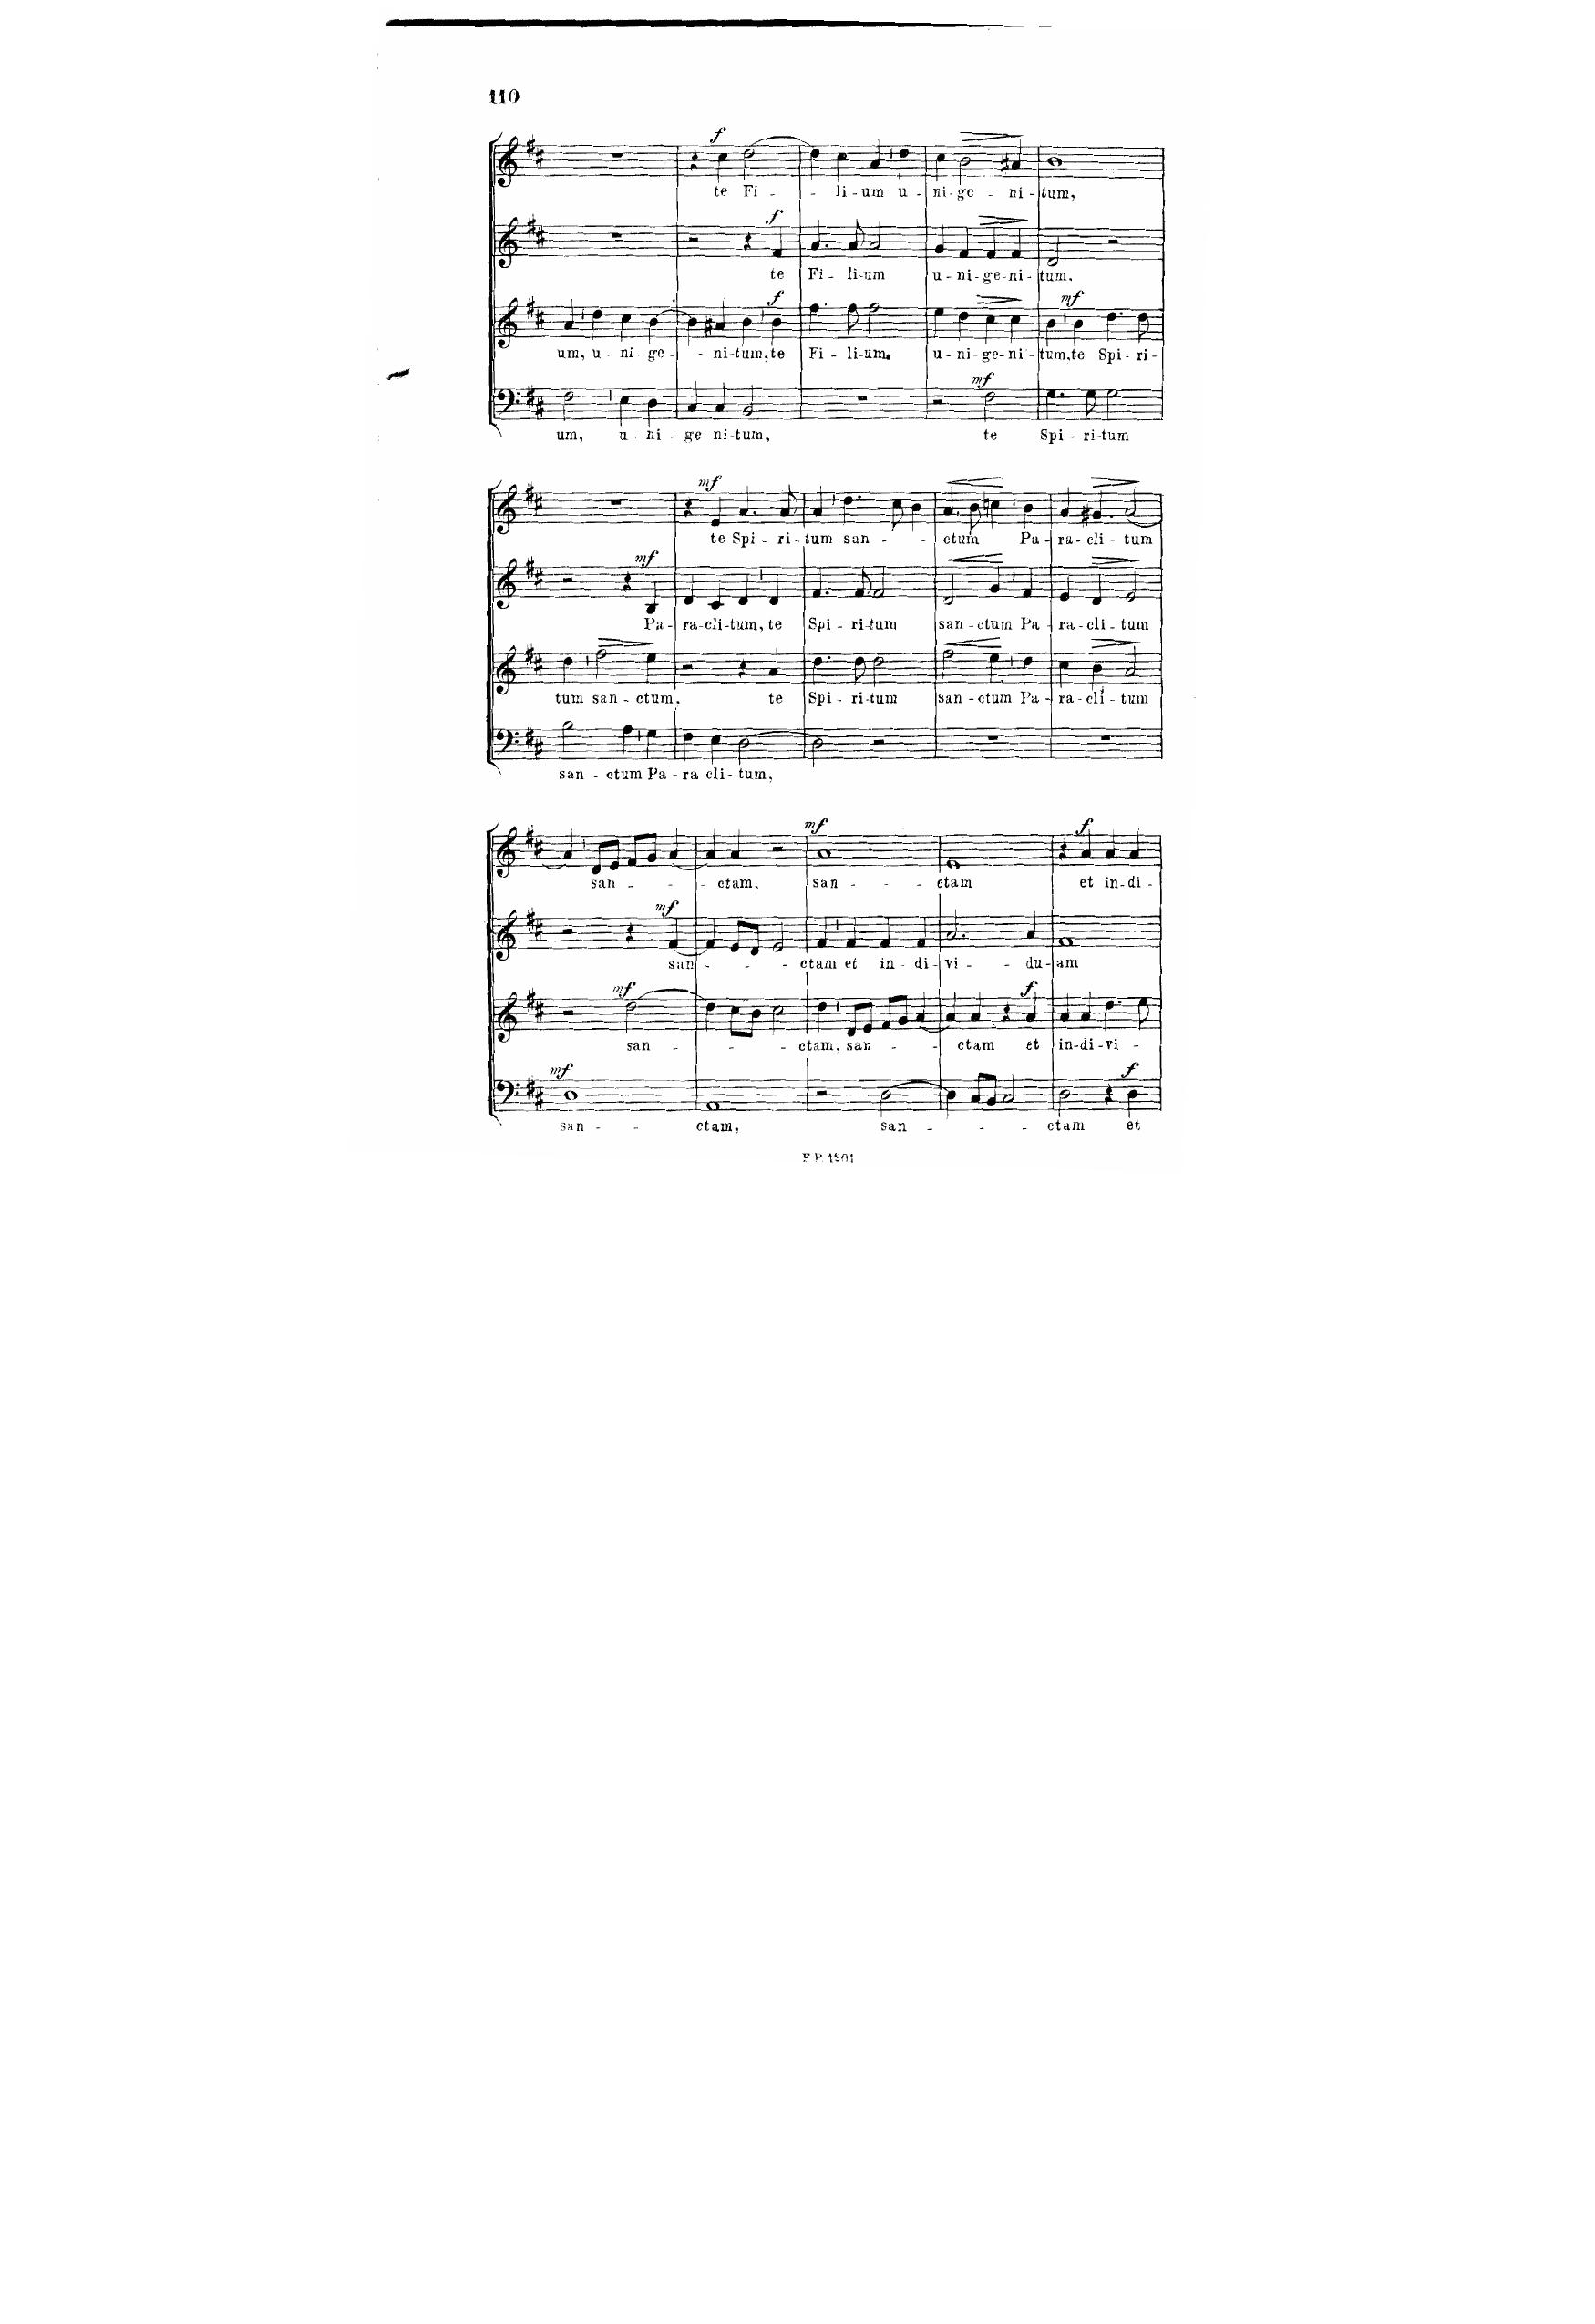 110
f
te Fi - - li - um u - ni - ge - ni - tum,
f
te Fi - li - um u - ni - ge - ni - tum.
f mf
um, u - ni - ge - - ni - tum, te Fi - li - um. u - ni - ge - ni - tum, te Spi - ri -
mf
um, u - ni - ge - ni - tum, te Spi - ri - tum
mf
te Spi - ri - tum san - - ctum Pa - ra - cli - tum
mf
Pa - ra - cli - tum, te Spi - ri - tum san - ctum Pa - ra - cli - tum
tum san - ctum. te Spi - ri - tum san - ctum Pa - ra - cli - tum
san - ctum Pa - ra - cli - tum,
mf f
san - - - ctam, san - - ctam et in - di -
mf
san - - - ctam et in - di - vi - - du - am
mf f
san - - - ctam, san - - - ctam et in - di - vi -
mf f
san - - ctam, san - - - ctam et